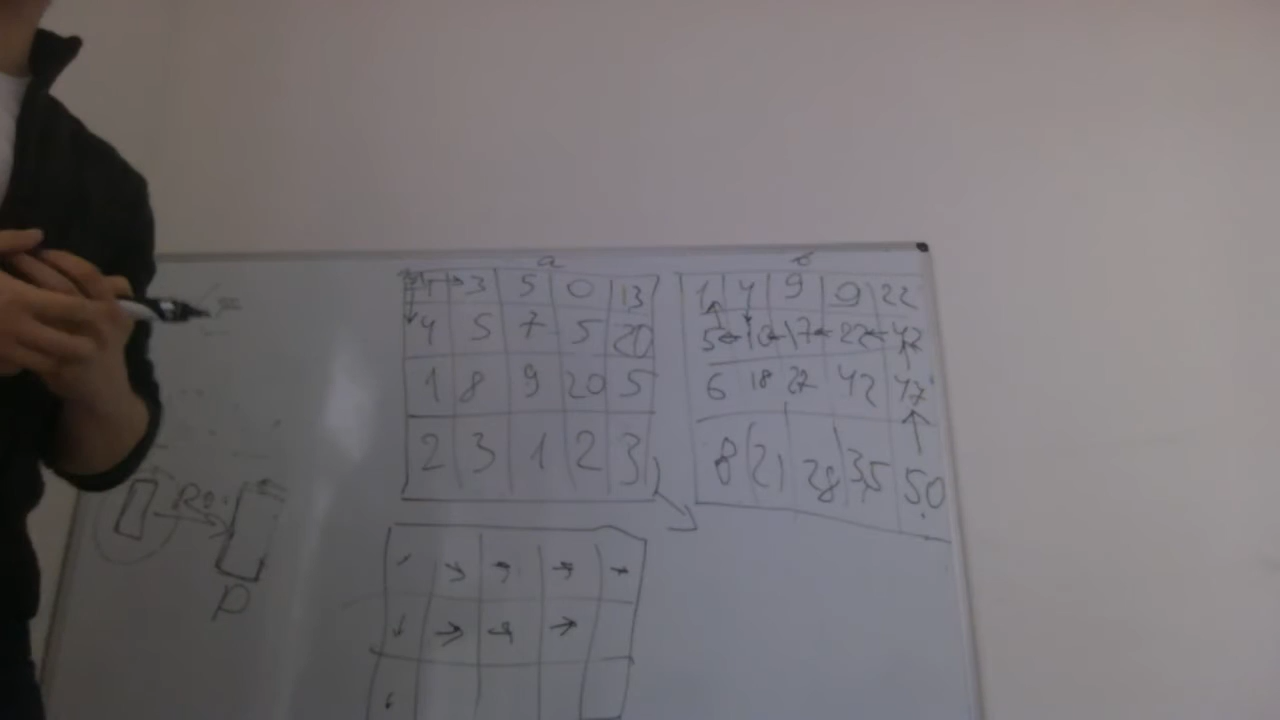 a
1 3 5 0 13
4 5 7 5 20
1 8 9 20 5
2 3 1 2 3
b
1 4 9 9 22
5 10 17 22 42
6 18 27 42 47
8 21 28 35 50
D